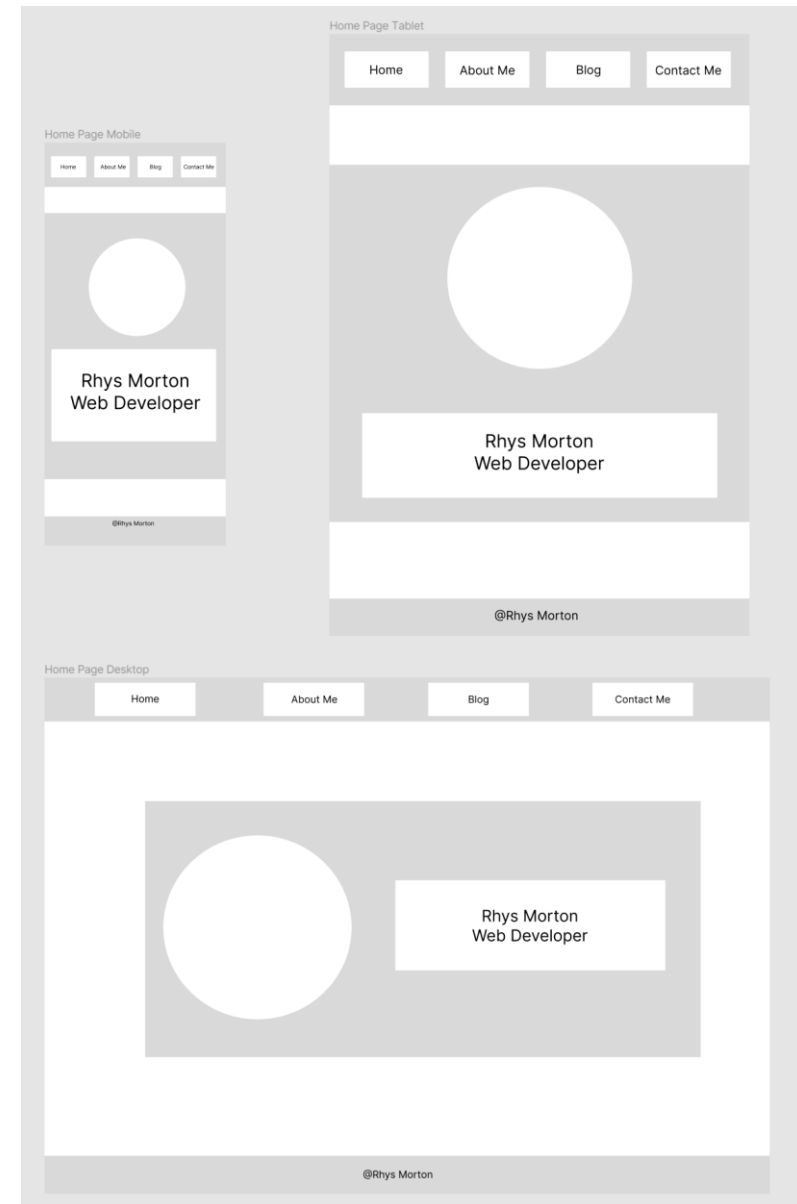 Home Page Tablet
Home About Me Blog Contact Me
Rhys Morton
Web Developer
@Rhys Morton
Home Page Mobile
Home About Me Blog Contact Me
Rhys Morton
Web Developer
@Rhys Morton
Home Page Desktop
Home About Me Blog Contact Me
Rhys Morton
Web Developer
@Rhys Morton